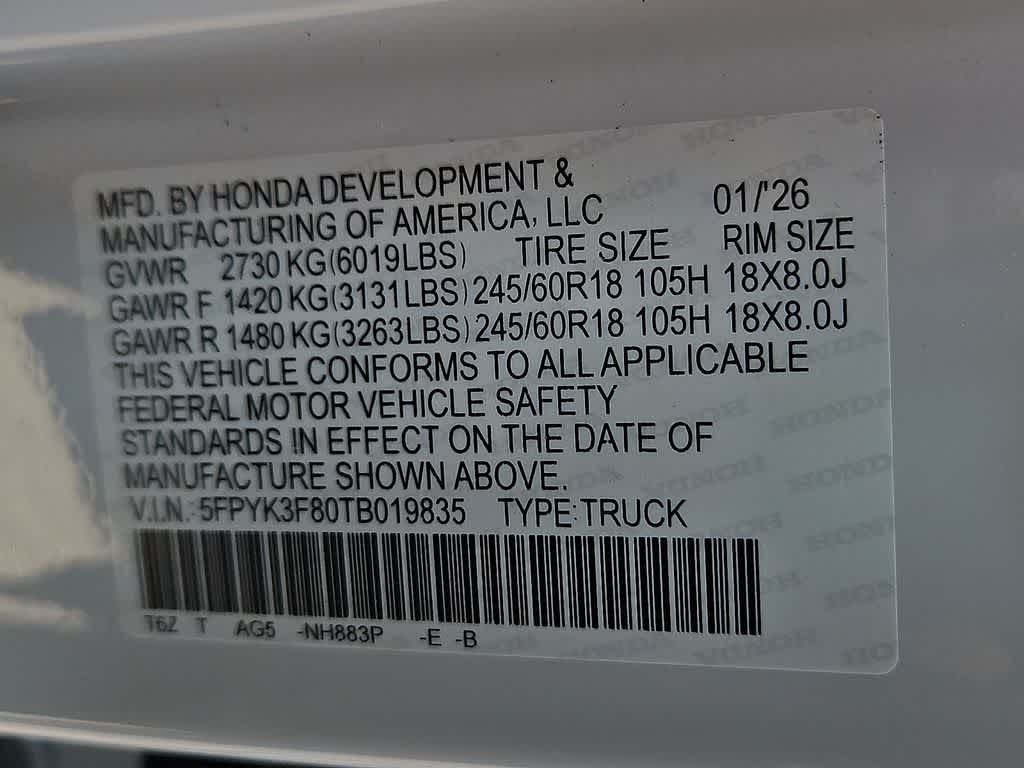 MFD. BY HONDA DEVELOPMENT &
MANUFACTURING OF AMERICA, LLC 01/'26
GVWR 2730 KG(6019LBS) TIRE SIZE RIM SIZE
GAWR F 1420 KG(3131LBS) 245/60R18 105H 18X8.0J
GAWR R 1480 KG(3263LBS) 245/60R18 105H 18X8.0J
THIS VEHICLE CONFORMS TO ALL APPLICABLE
FEDERAL MOTOR VEHICLE SAFETY
STANDARDS IN EFFECT ON THE DATE OF
MANUFACTURE SHOWN ABOVE.
V.I.N.: 5FPYK3F80TB019835 TYPE: TRUCK
T6Z T AG5 -NH883P -E -B